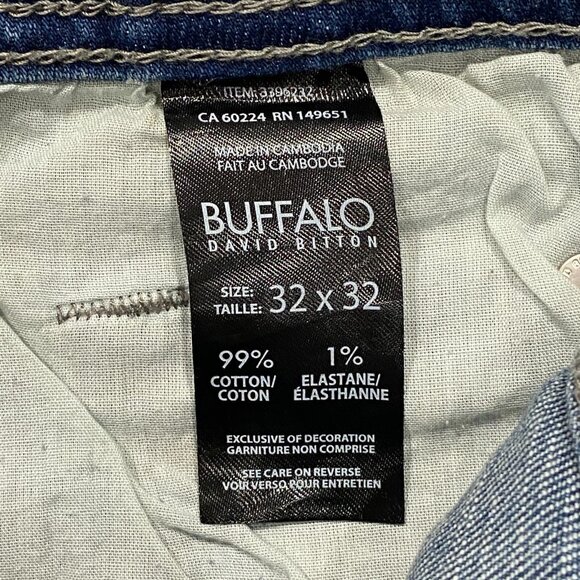 ITEM: 3396232
CA 60224 RN 149651
MADE IN CAMBODIA
FAIT AU CAMBODGE
BUFFALO
DAVID BITTON
SIZE:
TAILLE: 32 x 32
99% 1%
COTTON/ ELASTANE/
COTON ÉLASTHANNE
EXCLUSIVE OF DECORATION
GARNITURE NON COMPRISE
SEE CARE ON REVERSE
VOIR VERSO POUR ENTRETIEN